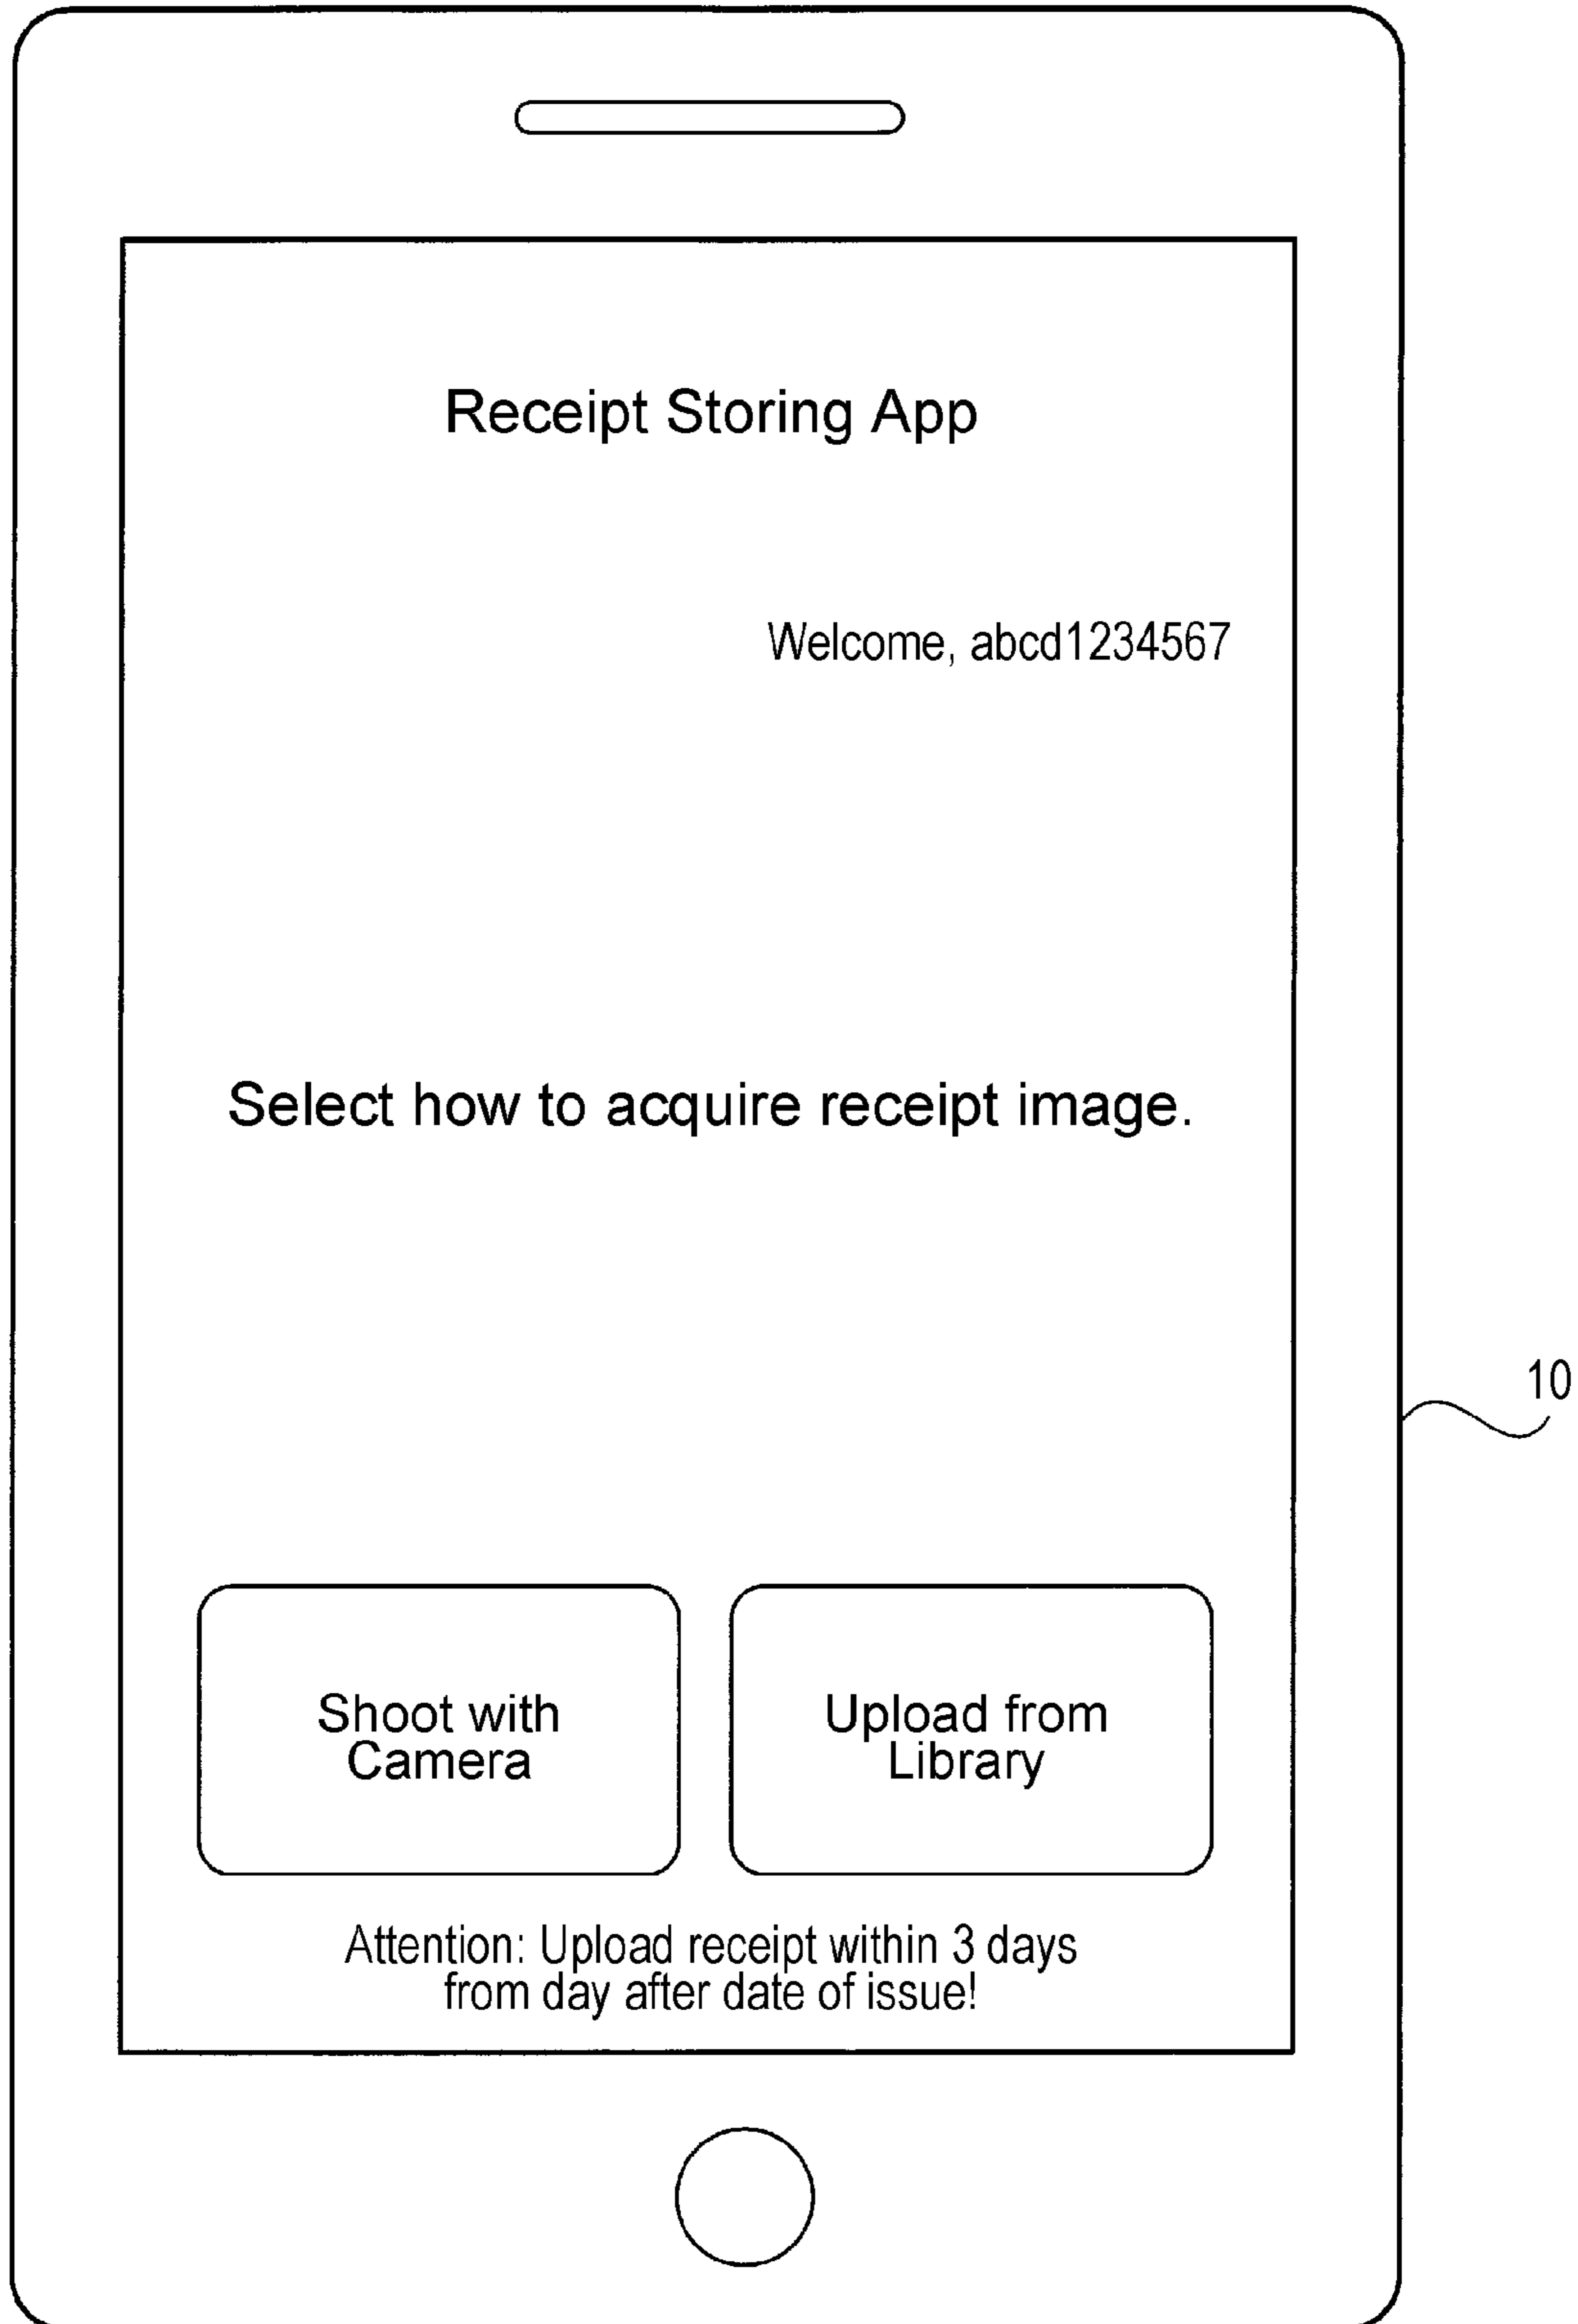 Receipt Storing App
Welcome, abcd1234567
Select how to acquire receipt image.
10
Shoot with
Camera
Upload from
Library
Attention: Upload receipt within 3 days
from day after date of issue!